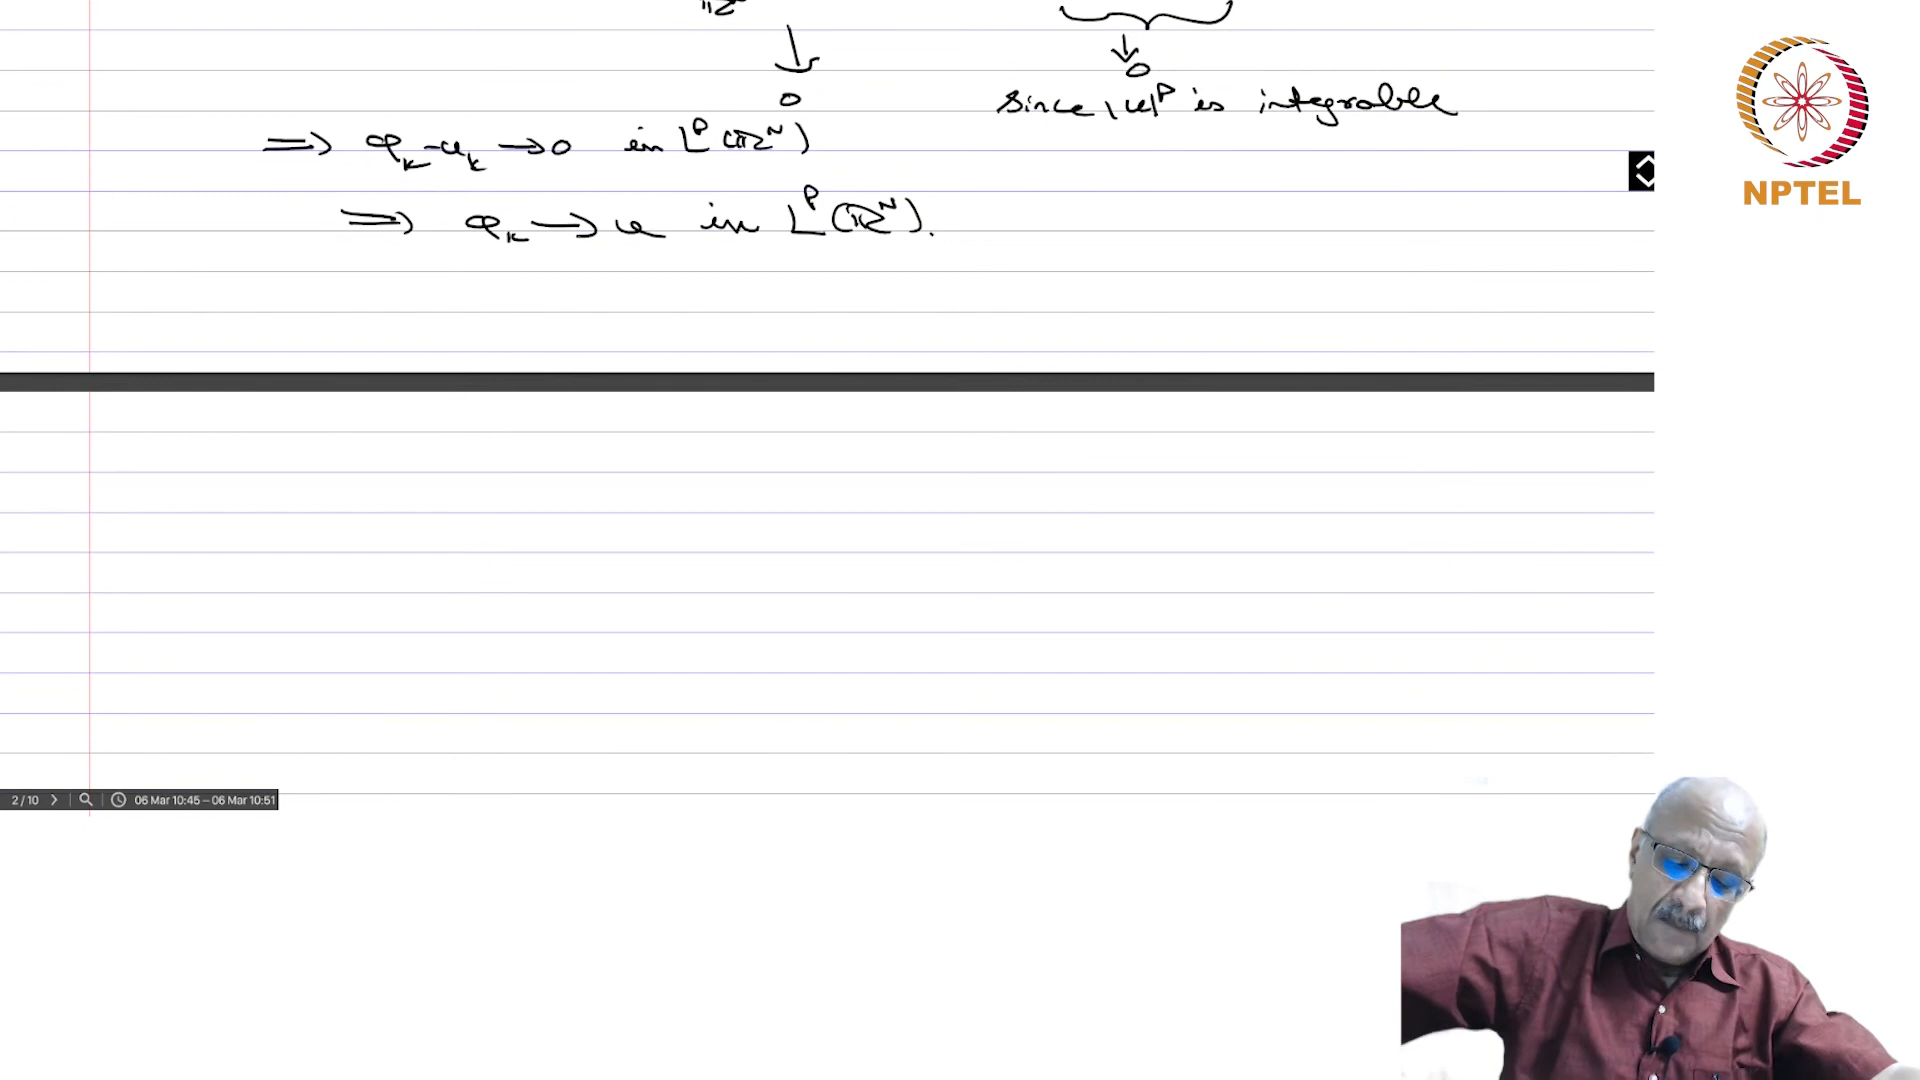 ↓ ↓
0 0
since |u|^p is integrable
⇒ φ_k - u_k → 0 in L^p(ℝ^N)
⇒ φ_k → u in L^p(ℝ^N).
NPTEL
2 / 10 06 Mar 10:45 – 06 Mar 10:51